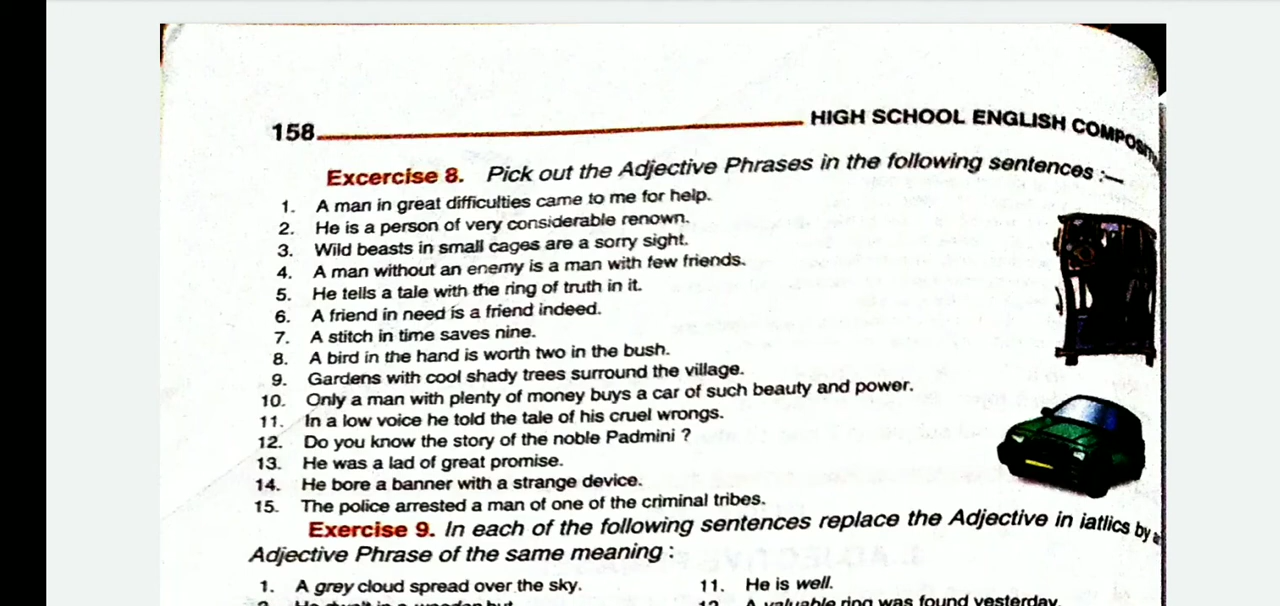 158
HIGH SCHOOL ENGLISH
Excercise 8. Pick out the Adjective Phrases in the following sentences :—
1. A man in great difficulties came to me for help.
2. He is a person of very considerable renown.
3. Wild beasts in small cages are a sorry sight.
4. A man without an enemy is a man with few friends.
5. He tells a tale with the ring of truth in it.
6. A friend in need is a friend indeed.
7. A stitch in time saves nine.
8. A bird in the hand is worth two in the bush.
9. Gardens with cool shady trees surround the village.
10. Only a man with plenty of money buys a car of such beauty and power.
11. In a low voice he told the tale of his cruel wrongs.
12. Do you know the story of the noble Padmini ?
13. He was a lad of great promise.
14. He bore a banner with a strange device.
15. The police arrested a man of one of the criminal tribes.
Exercise 9. In each of the following sentences replace the Adjective in iatlics by
Adjective Phrase of the same meaning :
1. A grey cloud spread over the sky.
11. He is well.
A valuable ring was found yesterday.